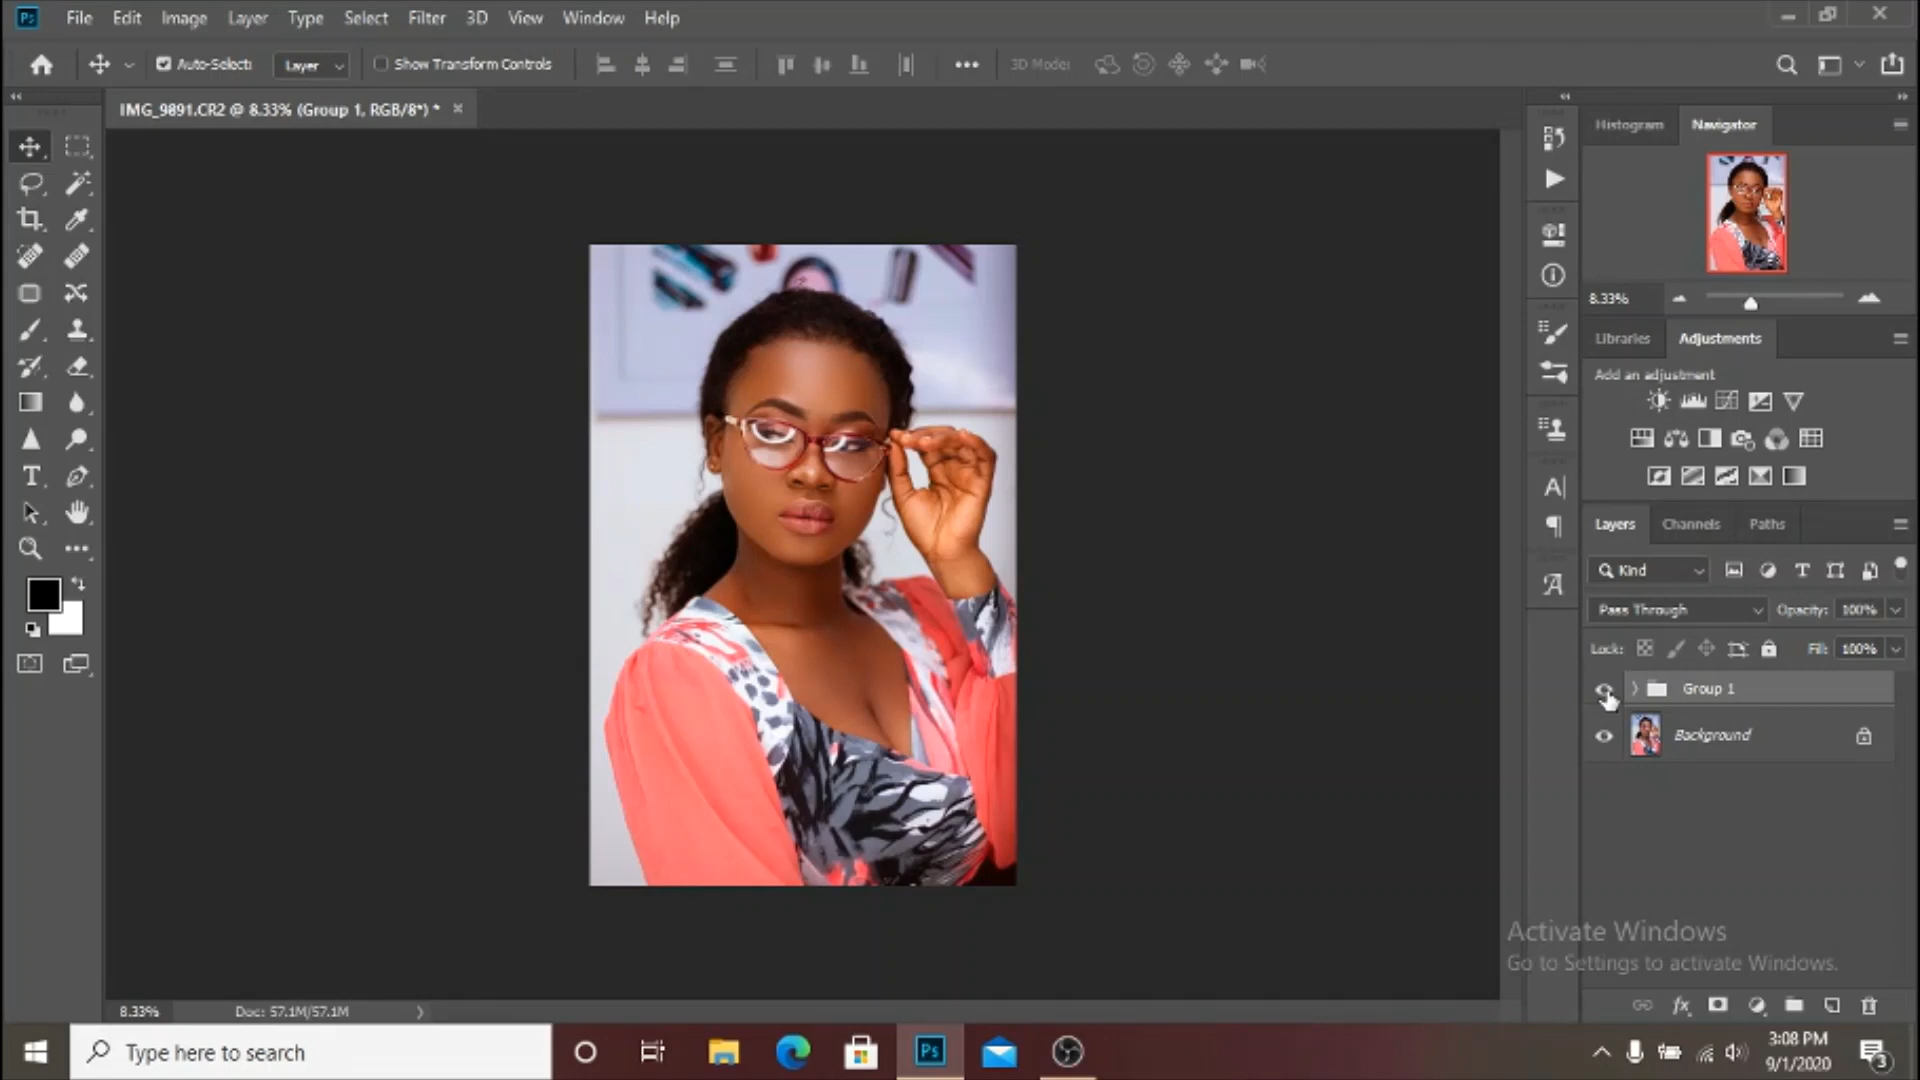 Ps File Edit Image Layer Type Select Filter 3D View Window Help
Auto-Select: Layer Show Transform Controls 3D Mode:
IMG_9891.CR2 @ 8.33% (Group 1, RGB/8*) *
Histogram Navigator
8.33%
Libraries Adjustments
Add an adjustment
Layers Channels Paths
Kind
Pass Through Opacity: 100%
Lock: Fill: 100%
Group 1
Background
Activate Windows
Go to Settings to activate Windows.
8.33% Doc: 57.1M/57.1M
Type here to search
Ps
3:08 PM
9/1/2020
3